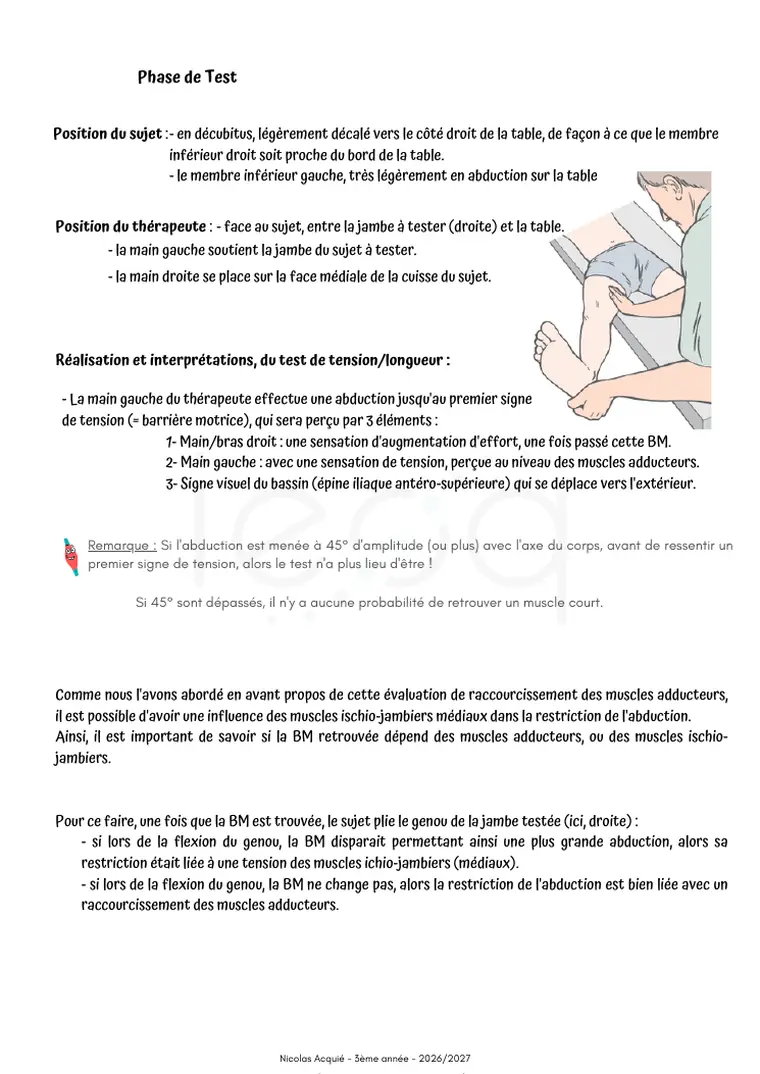 Phase de Test
Position du sujet :- en décubitus, légèrement décalé vers le côté droit de la table, de façon à ce que le membre
inférieur droit soit proche du bord de la table.
- le membre inférieur gauche, très légèrement en abduction sur la table
Position du thérapeute : - face au sujet, entre la jambe à tester (droite) et la table.
- la main gauche soutient la jambe du sujet à tester.
- la main droite se place sur la face médiale de la cuisse du sujet.
Réalisation et interprétations, du test de tension/longueur :
- La main gauche du thérapeute effectue une abduction jusqu'au premier signe
de tension (= barrière motrice), qui sera perçu par 3 éléments :
1- Main/bras droit : une sensation d'augmentation d'effort, une fois passé cette BM.
2- Main gauche : avec une sensation de tension, perçue au niveau des muscles adducteurs.
3- Signe visuel du bassin (épine iliaque antéro-supérieure) qui se déplace vers l'extérieur.
Remarque : Si l'abduction est menée à 45° d'amplitude (ou plus) avec l'axe du corps, avant de ressentir un
premier signe de tension, alors le test n'a plus lieu d'être !
Si 45° sont dépassés, il n'y a aucune probabilité de retrouver un muscle court.
Comme nous l'avons abordé en avant propos de cette évaluation de raccourcissement des muscles adducteurs,
il est possible d'avoir une influence des muscles ischio-jambiers médiaux dans la restriction de l'abduction.
Ainsi, il est important de savoir si la BM retrouvée dépend des muscles adducteurs, ou des muscles ischio-
jambiers.
Pour ce faire, une fois que la BM est trouvée, le sujet plie le genou de la jambe testée (ici, droite) :
- si lors de la flexion du genou, la BM disparait permettant ainsi une plus grande abduction, alors sa
restriction était liée à une tension des muscles ichio-jambiers (médiaux).
- si lors de la flexion du genou, la BM ne change pas, alors la restriction de l'abduction est bien liée avec un
raccourcissement des muscles adducteurs.
Nicolas Acquié - 3ème année - 2026/2027